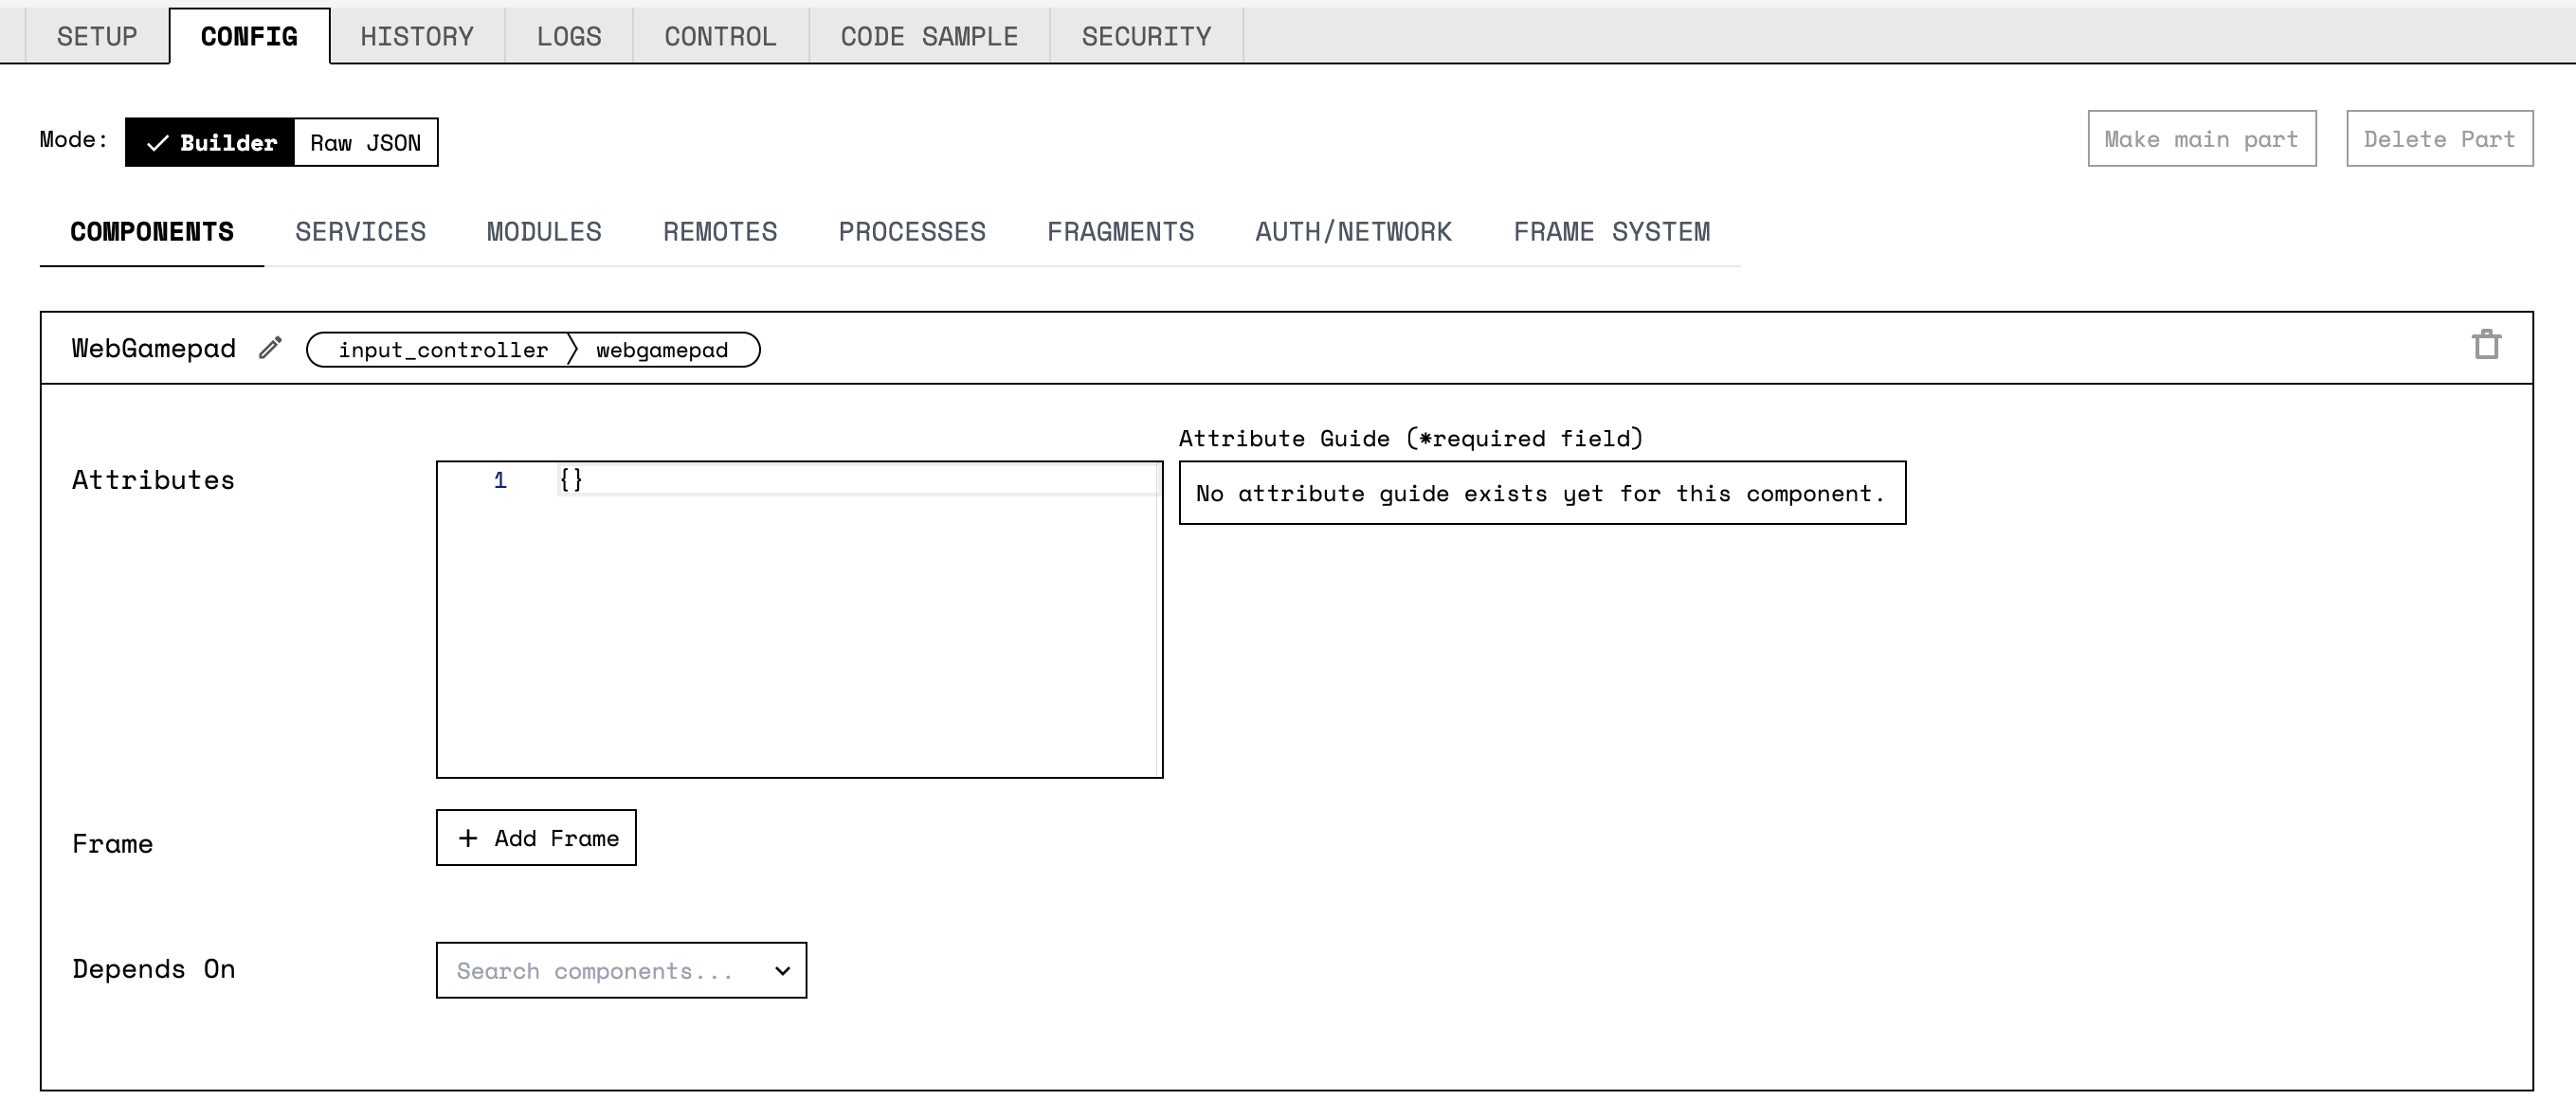 SETUP CONFIG HISTORY LOGS CONTROL CODE SAMPLE SECURITY
Mode: Builder Raw JSON Make main part Delete Part
COMPONENTS SERVICES MODULES REMOTES PROCESSES FRAGMENTS AUTH/NETWORK FRAME SYSTEM
WebGamepad input_controller webgamepad
Attribute Guide (*required field)
Attributes 1 {} No attribute guide exists yet for this component.
Frame + Add Frame
Depends On Search components...